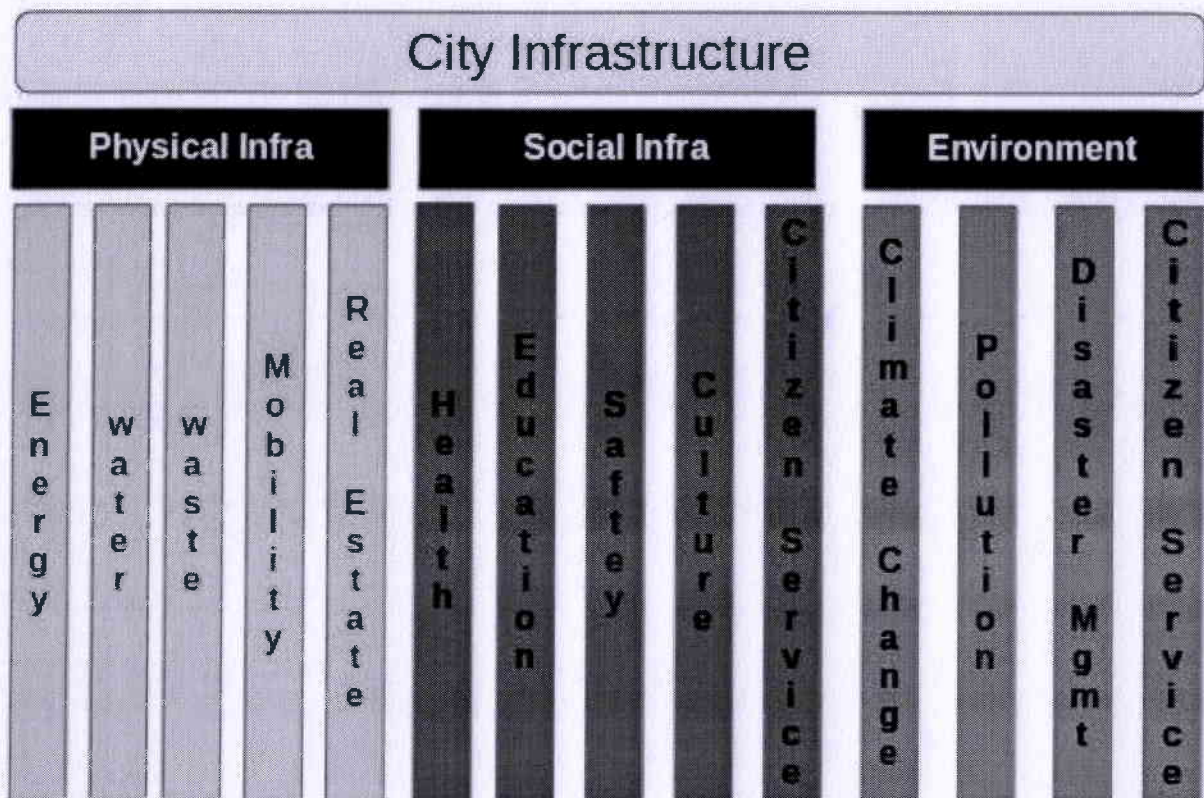 City Infrastructure
Physical Infra
Social Infra
Environment
Energy
water
waste
Mobility
Real Estate
Health
Education
Saftey
Culture
Citizen Service
Climate Change
Pollution
Disaster Mgmt
Citizen Service